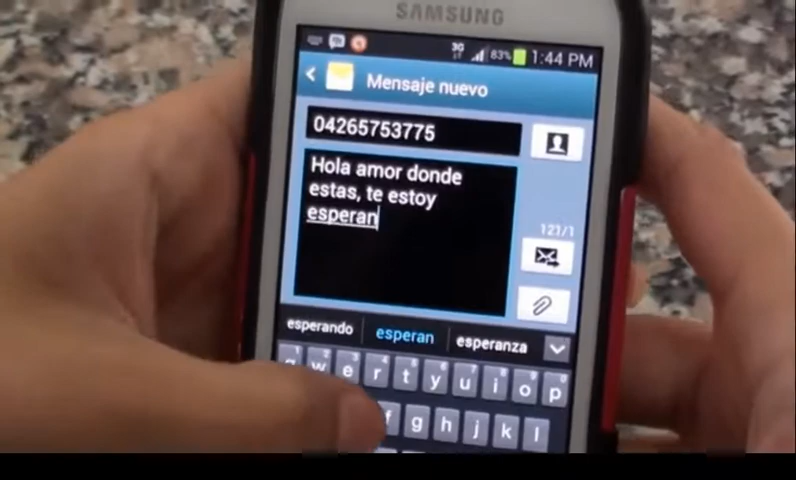 SAMSUNG
3G 83% 1:44 PM
Mensaje nuevo
04265753775
Hola amor donde
estas, te estoy
esperan
121/1
esperando esperan esperanza
q w e r t y u i o p
f g h j k l